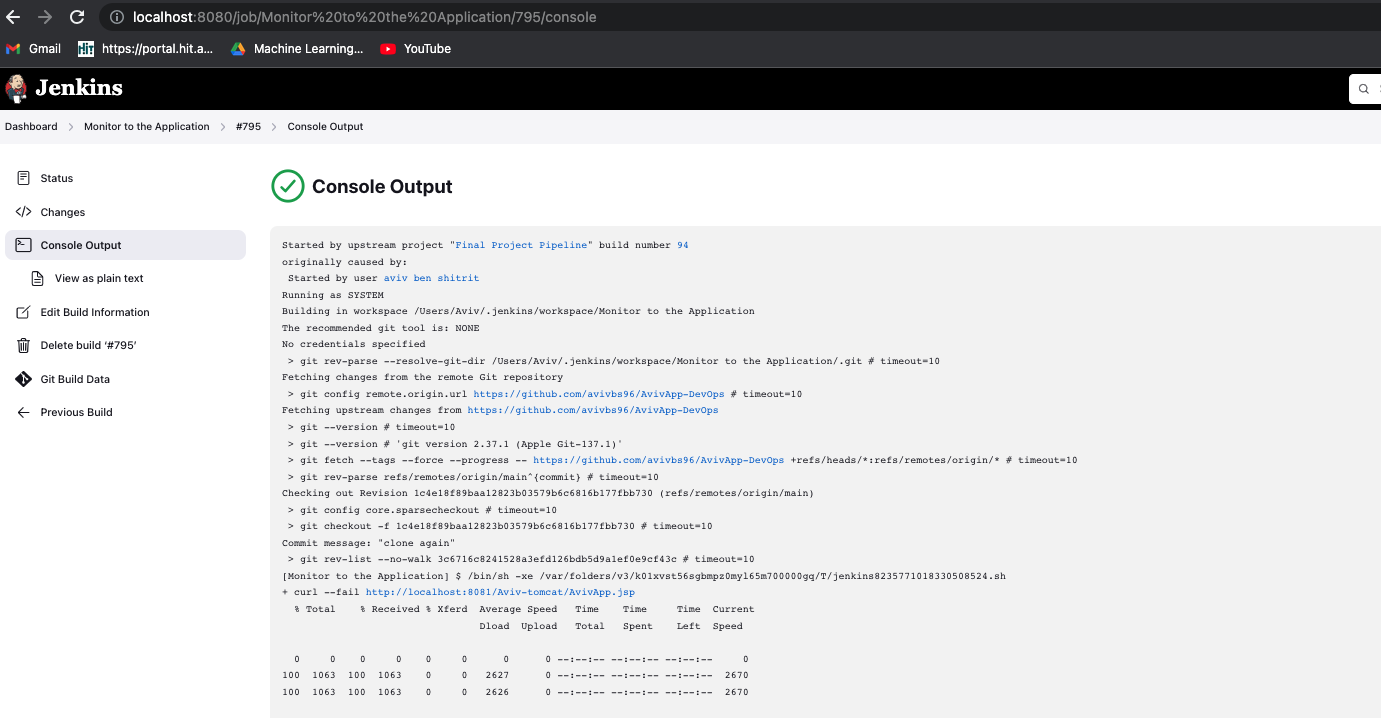 localhost:8080/job/Monitor%20to%20the%20Application/795/console
Gmail
HIT
https://portal.hit.a...
Machine Learning...
YouTube
Jenkins
Dashboard
Monitor to the Application
#795
Console Output
Status
Changes
Console Output
View as plain text
Edit Build Information
Delete build ‘#795’
Git Build Data
Previous Build
Console Output
Started by upstream project "Final Project Pipeline" build number 94
originally caused by:
Started by user aviv ben shitrit
Running as SYSTEM
Building in workspace /Users/Aviv/.jenkins/workspace/Monitor to the Application
The recommended git tool is: NONE
No credentials specified
> git rev-parse --resolve-git-dir /Users/Aviv/.jenkins/workspace/Monitor to the Application/.git # timeout=10
Fetching changes from the remote Git repository
> git config remote.origin.url https://github.com/avivbs96/AvivApp-DevOps # timeout=10
Fetching upstream changes from https://github.com/avivbs96/AvivApp-DevOps
> git --version # timeout=10
> git --version # 'git version 2.37.1 (Apple Git-137.1)'
> git fetch --tags --force --progress -- https://github.com/avivbs96/AvivApp-DevOps +refs/heads/*:refs/remotes/origin/* # timeout=10
> git rev-parse refs/remotes/origin/main^{commit} # timeout=10
Checking out Revision 1c4e18f89baa12823b03579b6c6816b177fbb730 (refs/remotes/origin/main)
> git config core.sparsecheckout # timeout=10
> git checkout -f 1c4e18f89baa12823b03579b6c6816b177fbb730 # timeout=10
Commit message: "clone again"
> git rev-list --no-walk 3c6716c8241528a3efd126bdb5d9a1ef0e9cf43c # timeout=10
[Monitor to the Application] $ /bin/sh -xe /var/folders/v3/k01xvst56sgbmpz0myl65m700000gq/T/jenkins8235771018330508524.sh
+ curl --fail http://localhost:8081/Aviv-tomcat/AvivApp.jsp
% Total % Received % Xferd Average Speed Time Time Time Current
Dload Upload Total Spent Left Speed
0 0 0 0 0 0 0 0 --:--:-- --:--:-- --:--:-- 0
100 1063 100 1063 0 0 2627 0 --:--:-- --:--:-- --:--:-- 2670
100 1063 100 1063 0 0 2626 0 --:--:-- --:--:-- --:--:-- 2670